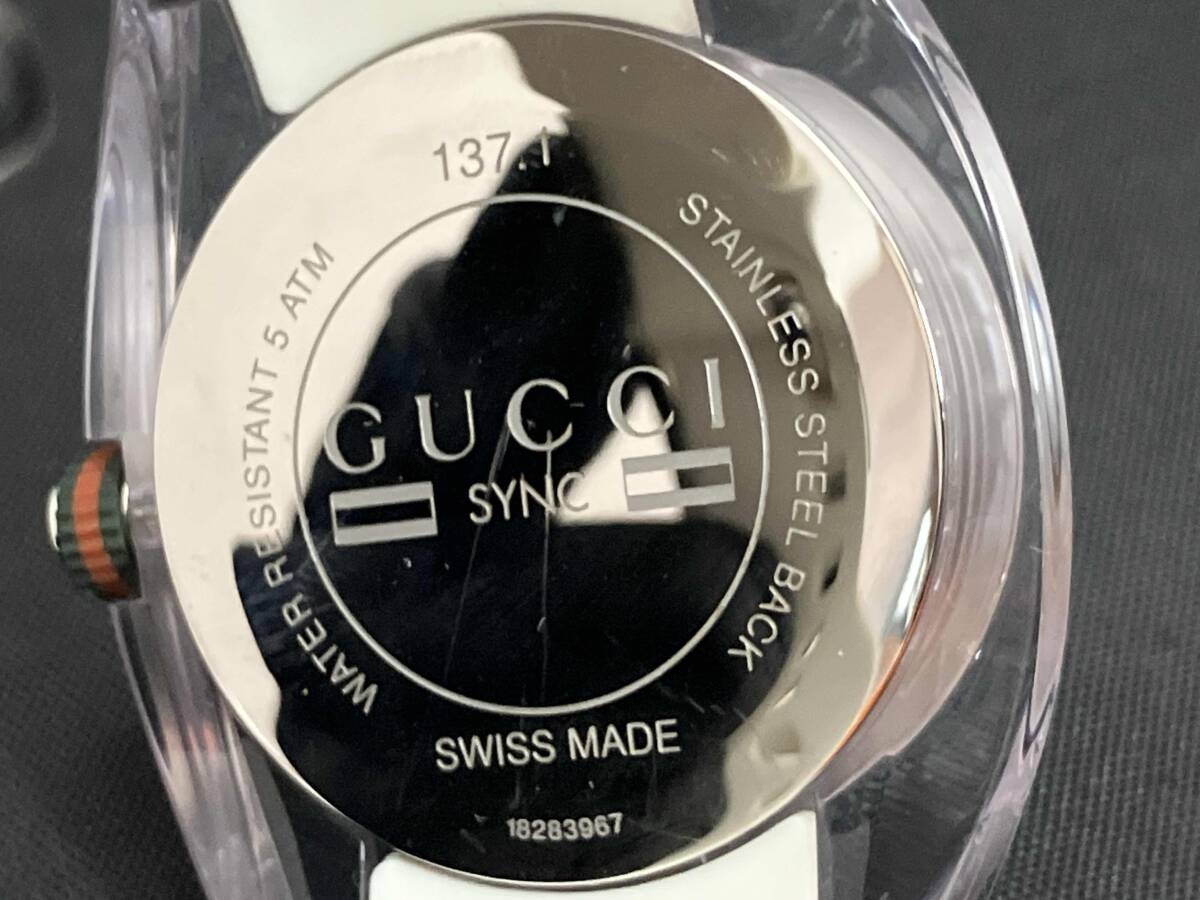 137.1
WATER RESISTANT 5 ATM
STAINLESS STEEL BACK
GUCCI
SYNC
SWISS MADE
18283967